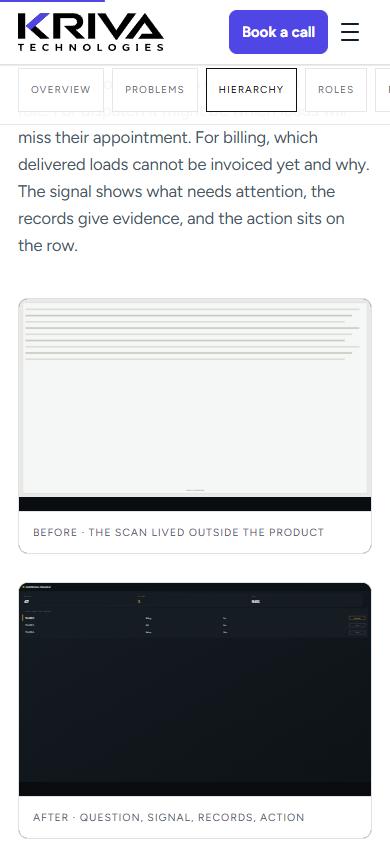 KRIVA
TECHNOLOGIES
Book a call
OVERVIEW
PROBLEMS
HIERARCHY
ROLES
miss their appointment. For billing, which
delivered loads cannot be invoiced yet and why.
The signal shows what needs attention, the
records give evidence, and the action sits on
the row.
BEFORE · THE SCAN LIVED OUTSIDE THE PRODUCT
AFTER · QUESTION, SIGNAL, RECORDS, ACTION